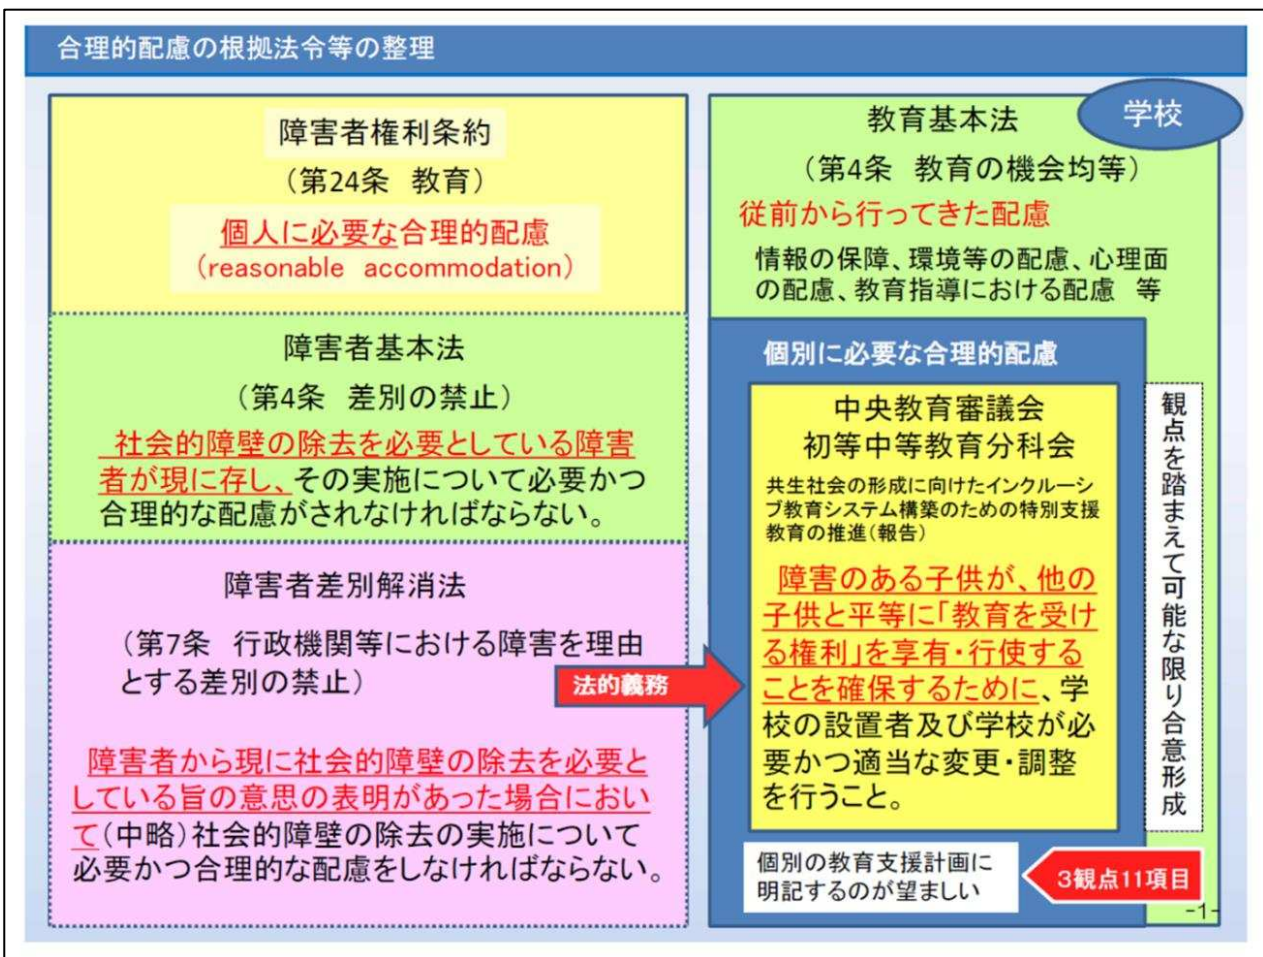 合理的配慮の根拠法令等の整理
障害者権利条約
（第24条　教育）
個人に必要な合理的配慮
（reasonable　accommodation）
障害者基本法
（第4条　差別の禁止）
社会的障壁の除去を必要としている障害
者が現に存し、その実施について必要かつ
合理的な配慮がされなければならない。
障害者差別解消法
（第7条　行政機関等における障害を理由
とする差別の禁止）
障害者から現に社会的障壁の除去を必要と
している旨の意思の表明があった場合におい
て（中略）社会的障壁の除去の実施について
必要かつ合理的な配慮をしなければならない。
法的義務
学校
教育基本法
（第4条　教育の機会均等）
従前から行ってきた配慮
情報の保障、環境等の配慮、心理面
の配慮、教育指導における配慮　等
個別に必要な合理的配慮
中央教育審議会
初等中等教育分科会
共生社会の形成に向けたインクルーシ
ブ教育システム構築のための特別支援
教育の推進（報告）
障害のある子供が、他の
子供と平等に「教育を受け
る権利」を享有・行使する
ことを確保するために、学
校の設置者及び学校が必
要かつ適当な変更・調整
を行うこと。
観点を踏まえて可能な限り合意形成
個別の教育支援計画に
明記するのが望ましい
3観点11項目
-1-